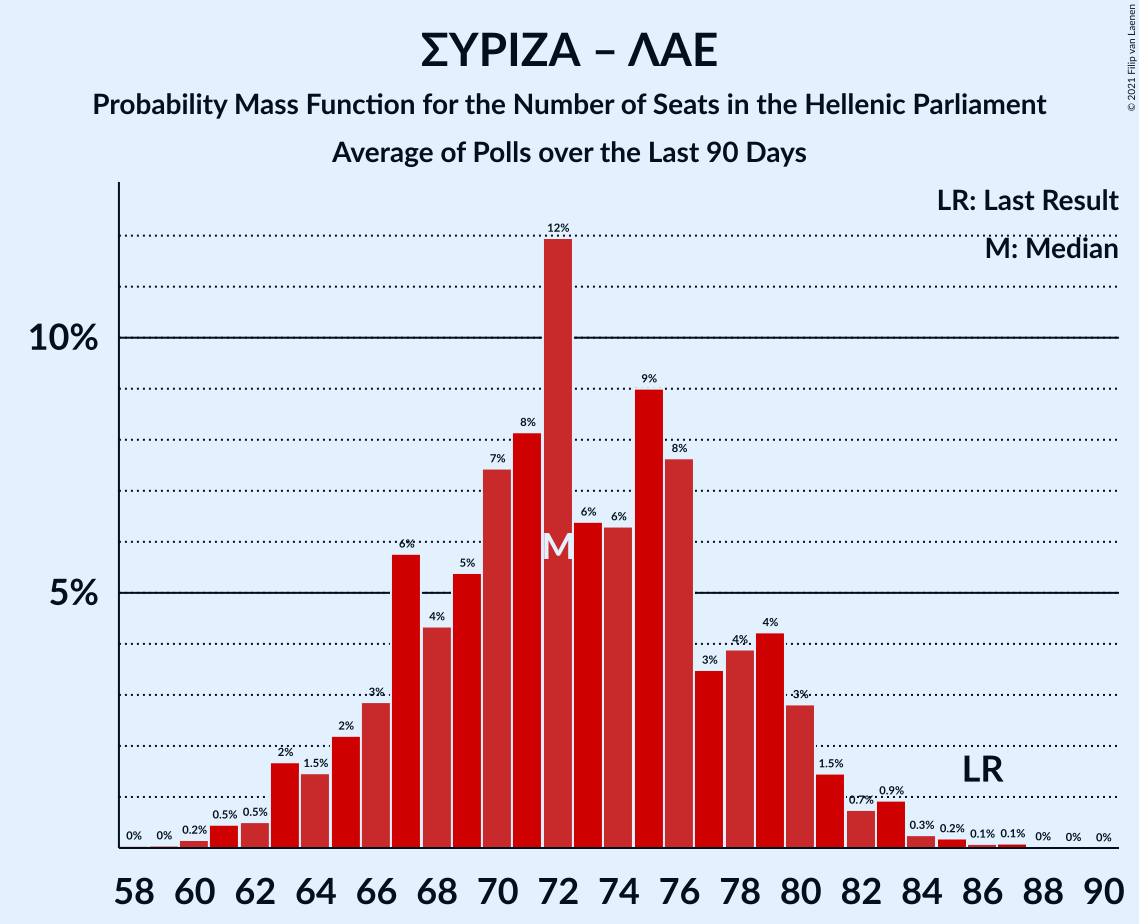 ΣΥΡΙΖΑ – ΛΑΕ
Probability Mass Function for the Number of Seats in the Hellenic Parliament
Average of Polls over the Last 90 Days
© 2021 Filip van Laenen
LR: Last Result
M: Median
10%
5%
0% 0% 0.2% 0.5% 0.5% 2% 1.5% 2% 3% 6% 4% 5% 7% 8% 12% 6% 6% 9% 8% 3% 4% 4% 3% 1.5% 0.7% 0.9% 0.3% 0.2% 0.1% 0.1% 0% 0% 0%
M
LR
58 60 62 64 66 68 70 72 74 76 78 80 82 84 86 88 90